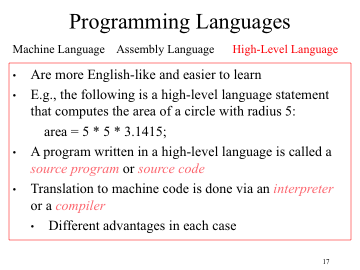 Programming Languages
Machine Language Assembly Language High-Level Language
• Are more English-like and easier to learn
• E.g., the following is a high-level language statement
that computes the area of a circle with radius 5:
area = 5 * 5 * 3.1415;
• A program written in a high-level language is called a
source program or source code
• Translation to machine code is done via an interpreter
or a compiler
• Different advantages in each case
17